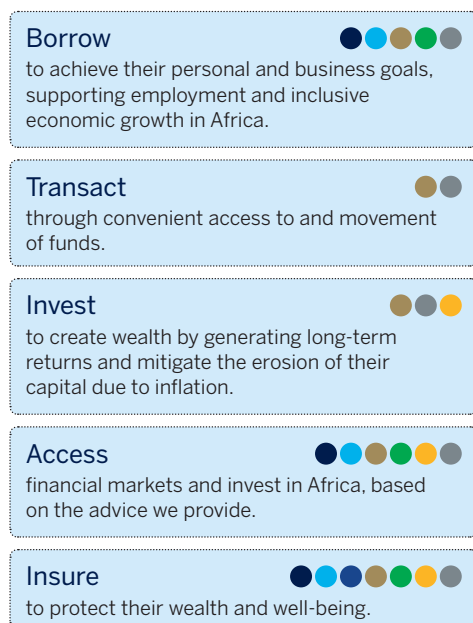 Borrow
to achieve their personal and business goals,
supporting employment and inclusive
economic growth in Africa.
Transact
through convenient access to and movement
of funds.
Invest
to create wealth by generating long-term
returns and mitigate the erosion of their
capital due to inflation.
Access
financial markets and invest in Africa, based
on the advice we provide.
Insure
to protect their wealth and well-being.